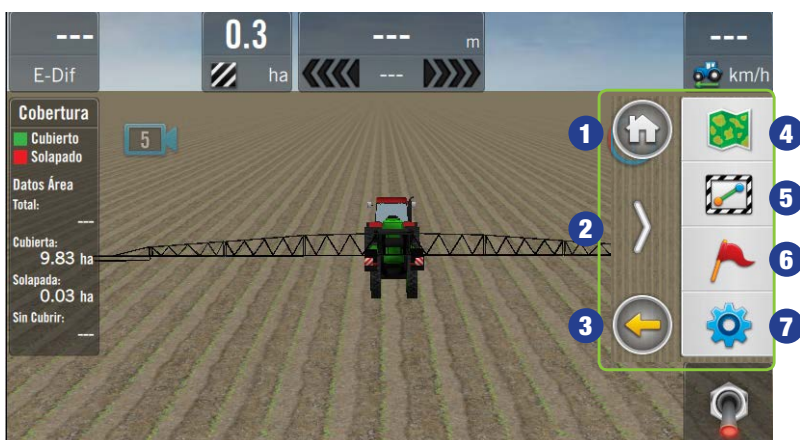 ---
0.3
---
m
---
E-Dif
ha
---
km/h
Cobertura
Cubierto
Solapado
Datos Área
Total:
---
Cubierta:
9.83 ha
Solapada:
0.03 ha
Sin Cubrir:
---
5
1
2
3
4
5
6
7